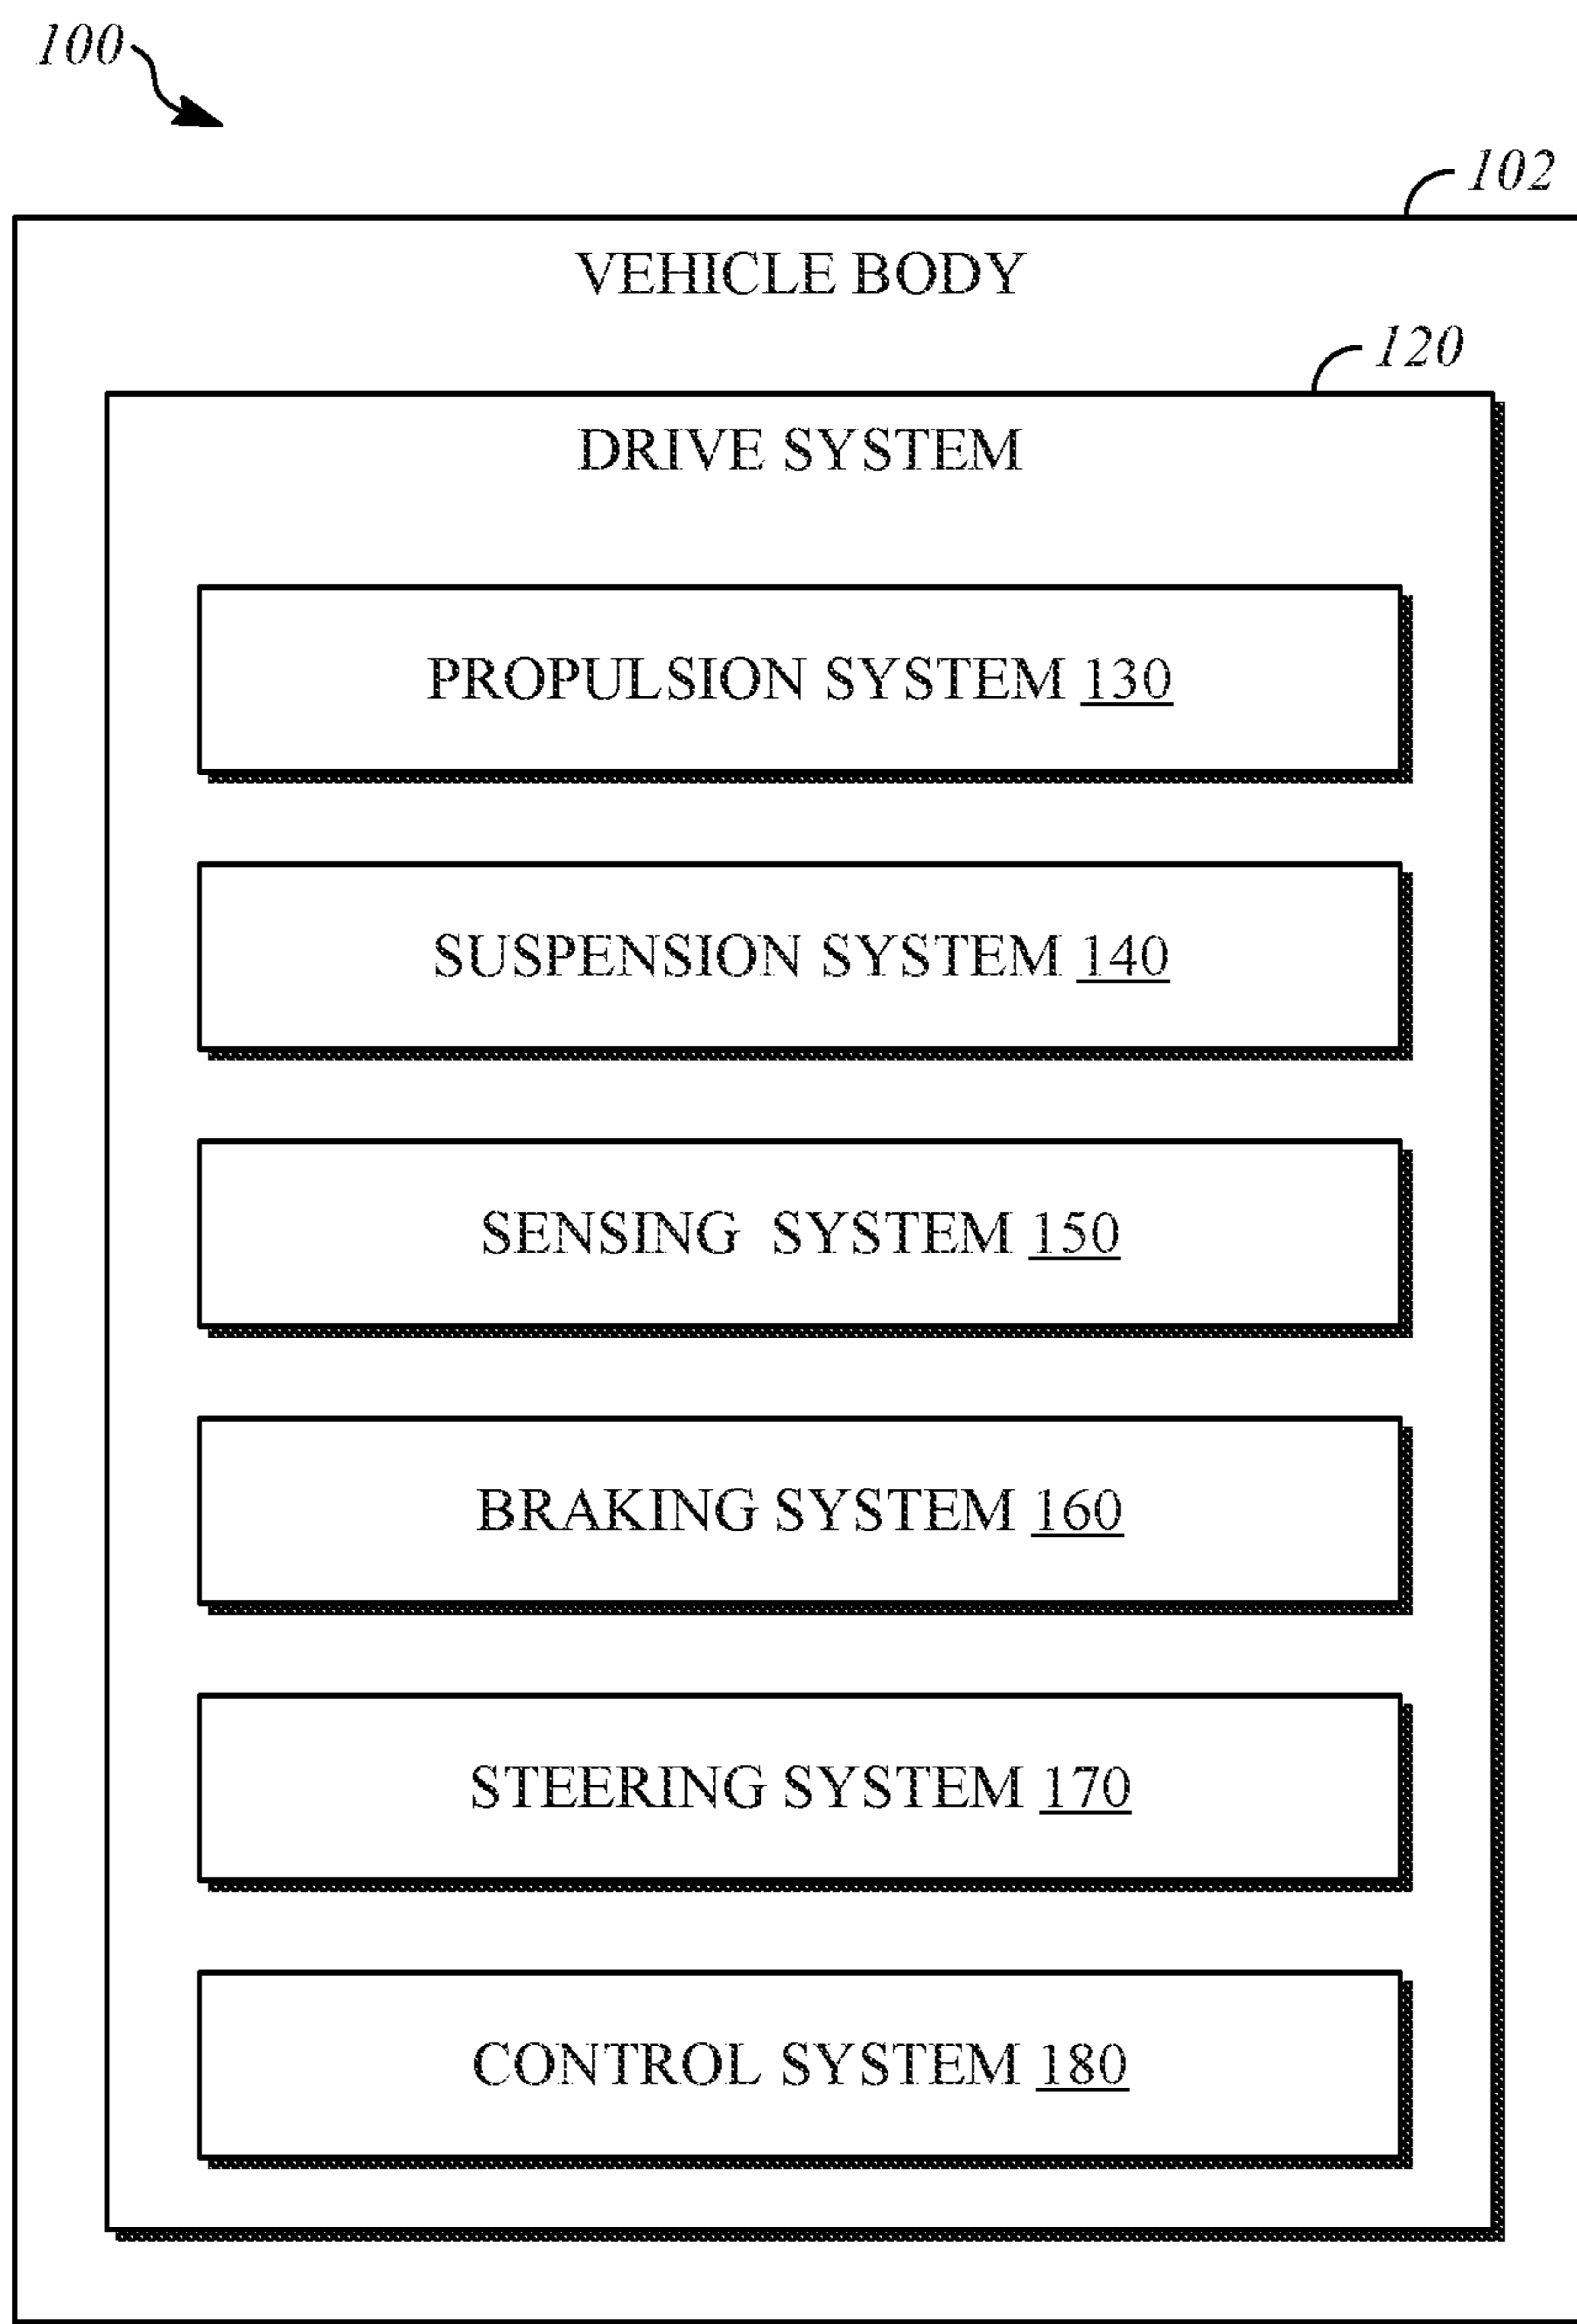 100
102
VEHICLE BODY
120
DRIVE SYSTEM
PROPULSION SYSTEM 130
SUSPENSION SYSTEM 140
SENSING SYSTEM 150
BRAKING SYSTEM 160
STEERING SYSTEM 170
CONTROL SYSTEM 180